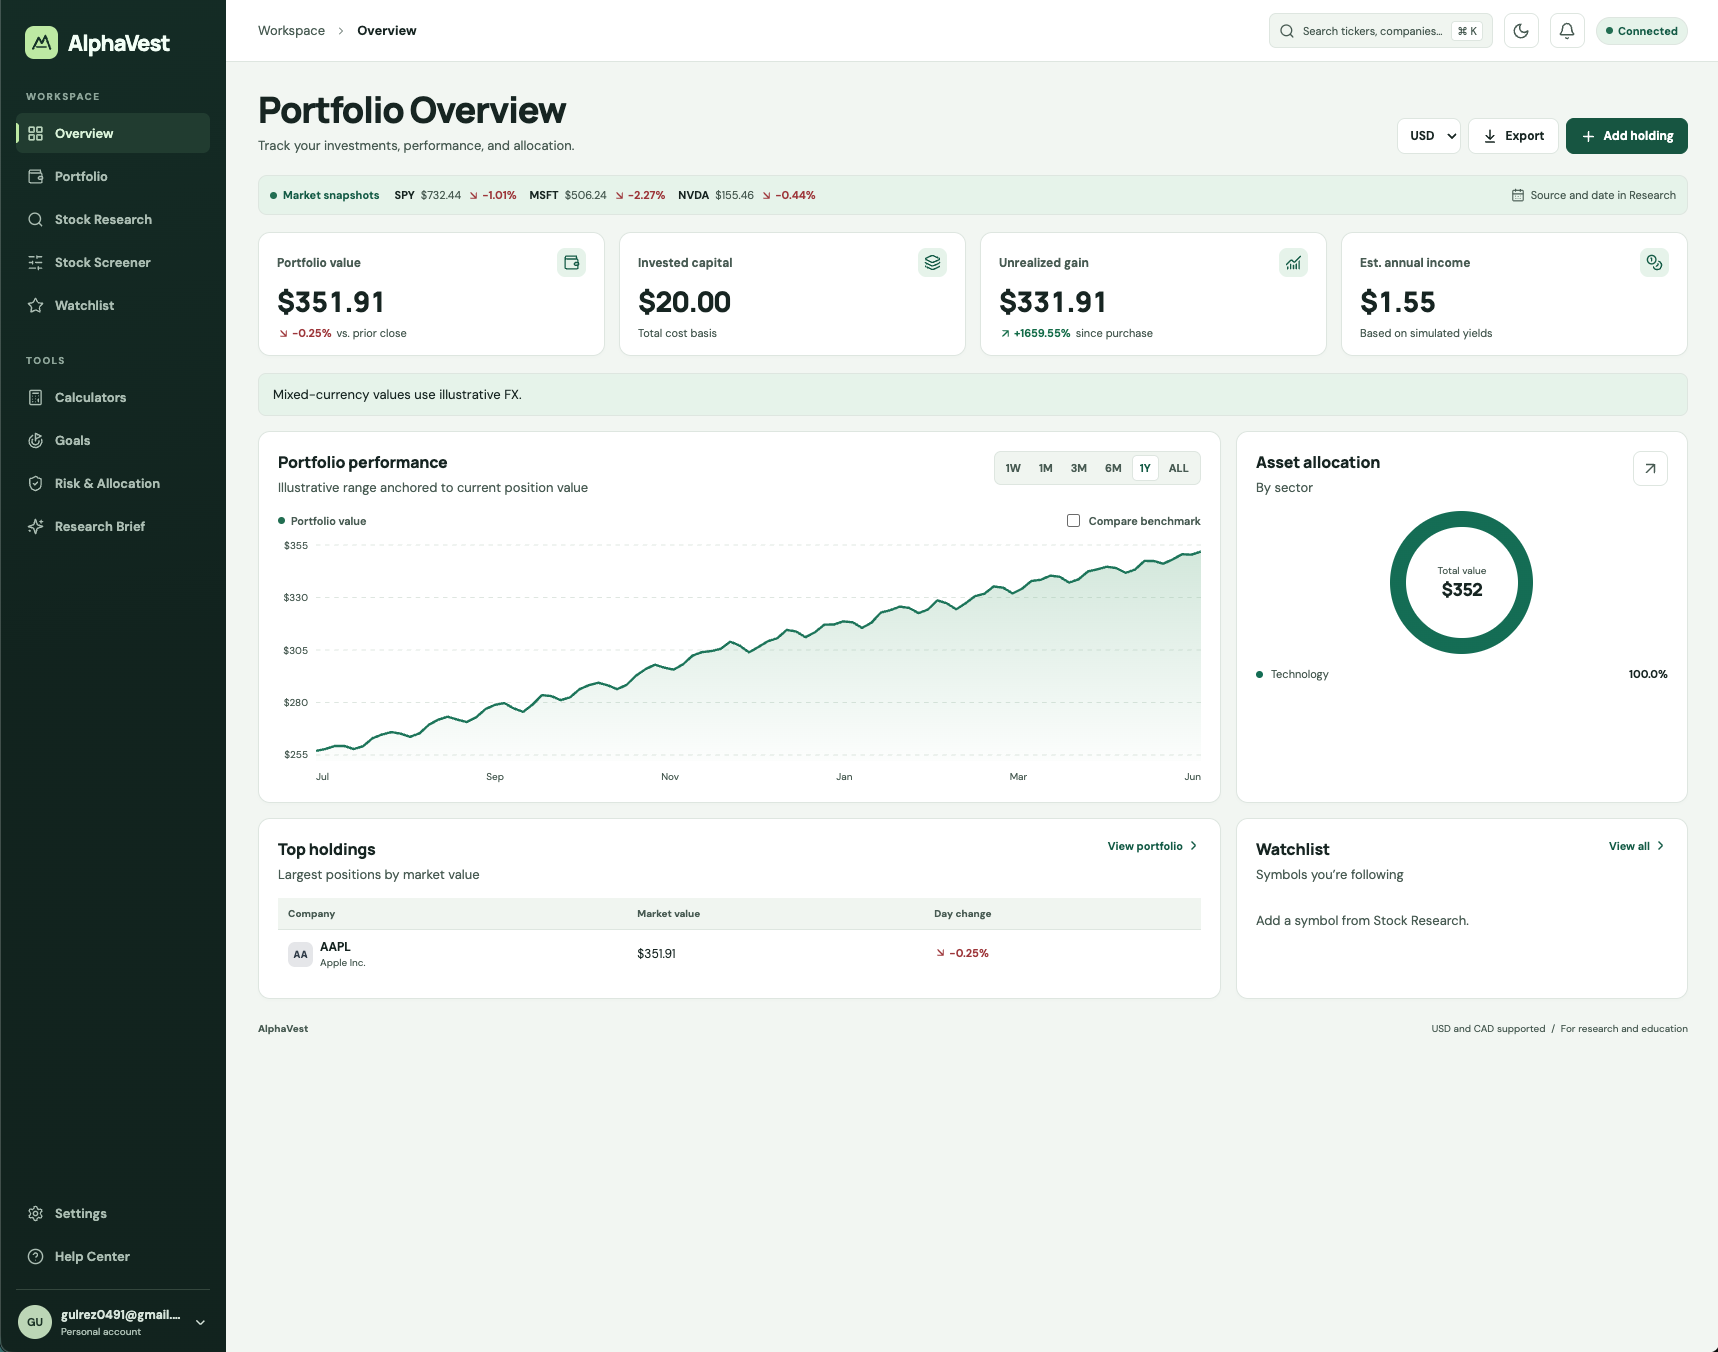 AlphaVest
WORKSPACE
Overview
Portfolio
Stock Research
Stock Screener
Watchlist
TOOLS
Calculators
Goals
Risk & Allocation
Research Brief
Settings
Help Center
GU
gulrez0491@gmail....
Personal account
Workspace > Overview
Search tickers, companies... ⌘ K
Connected
Portfolio Overview
Track your investments, performance, and allocation.
USD
Export
+ Add holding
Market snapshots SPY $732.44 ↘ -1.01% MSFT $506.24 ↘ -2.27% NVDA $155.46 ↘ -0.44%
Source and date in Research
Portfolio value
$351.91
↘ -0.25% vs. prior close
Invested capital
$20.00
Total cost basis
Unrealized gain
$331.91
↗ +1659.55% since purchase
Est. annual income
$1.55
Based on simulated yields
Mixed-currency values use illustrative FX.
Portfolio performance
Illustrative range anchored to current position value
1W 1M 3M 6M 1Y ALL
Portfolio value
Compare benchmark
$355
$330
$305
$280
$255
Jul Sep Nov Jan Mar Jun
Asset allocation
By sector
Total value
$352
Technology 100.0%
Top holdings
Largest positions by market value
View portfolio >
Company Market value Day change
AA
AAPL
Apple Inc.
$351.91
↘ -0.25%
Watchlist
Symbols you're following
View all >
Add a symbol from Stock Research.
AlphaVest
USD and CAD supported / For research and education